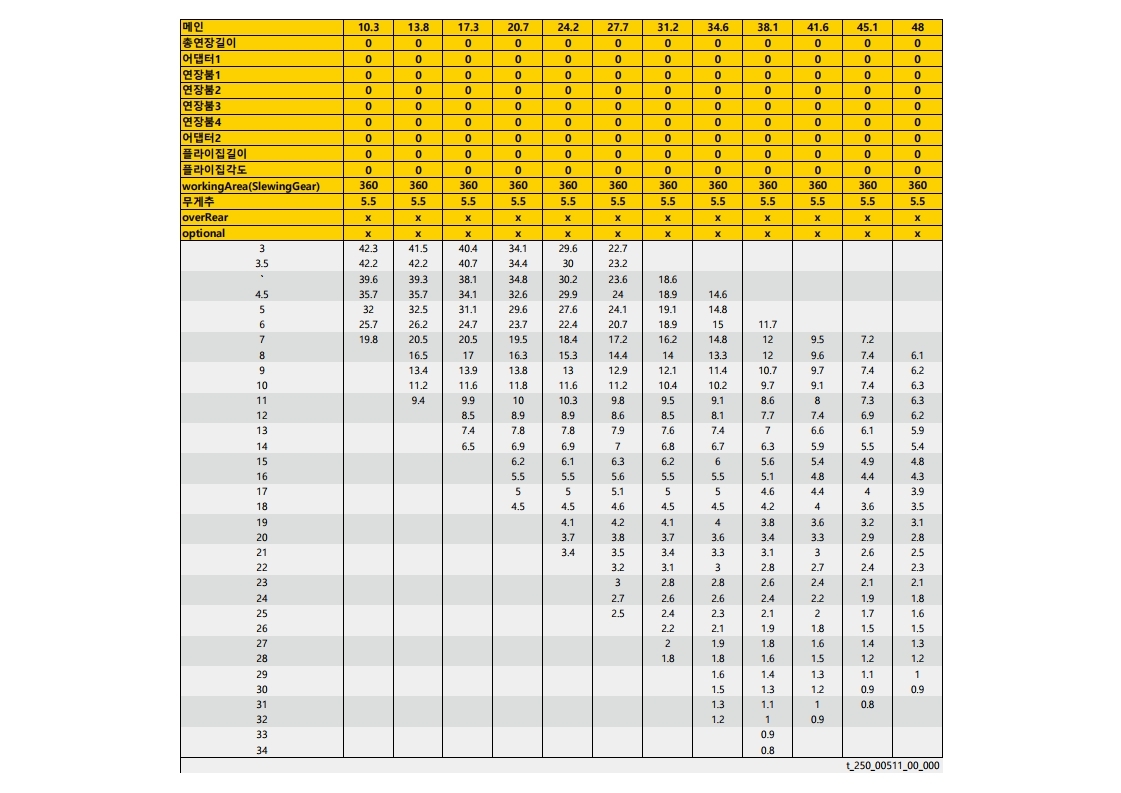 메인 10.3 13.8 17.3 20.7 24.2 27.7 31.2 34.6 38.1 41.6 45.1 48
총연장길이 0 0 0 0 0 0 0 0 0 0 0 0
어댑터1 0 0 0 0 0 0 0 0 0 0 0 0
연장붐1 0 0 0 0 0 0 0 0 0 0 0 0
연장붐2 0 0 0 0 0 0 0 0 0 0 0 0
연장붐3 0 0 0 0 0 0 0 0 0 0 0 0
연장붐4 0 0 0 0 0 0 0 0 0 0 0 0
어댑터2 0 0 0 0 0 0 0 0 0 0 0 0
플라이집길이 0 0 0 0 0 0 0 0 0 0 0 0
플라이집각도 0 0 0 0 0 0 0 0 0 0 0 0
workingArea(SlewingGear) 360 360 360 360 360 360 360 360 360 360 360 360
무게추 5.5 5.5 5.5 5.5 5.5 5.5 5.5 5.5 5.5 5.5 5.5 5.5
overRear x x x x x x x x x x x x
optional x x x x x x x x x x x x
3 42.3 41.5 40.4 34.1 29.6 22.7
3.5 42.2 42.2 40.7 34.4 30 23.2
` 39.6 39.3 38.1 34.8 30.2 23.6 18.6
4.5 35.7 35.7 34.1 32.6 29.9 24 18.9 14.6
5 32 32.5 31.1 29.6 27.6 24.1 19.1 14.8
6 25.7 26.2 24.7 23.7 22.4 20.7 18.9 15 11.7
7 19.8 20.5 20.5 19.5 18.4 17.2 16.2 14.8 12 9.5 7.2
8 16.5 17 16.3 15.3 14.4 14 13.3 12 9.6 7.4 6.1
9 13.4 13.9 13.8 13 12.9 12.1 11.4 10.7 9.7 7.4 6.2
10 11.2 11.6 11.8 11.6 11.2 10.4 10.2 9.7 9.1 7.4 6.3
11 9.4 9.9 10 10.3 9.8 9.5 9.1 8.6 8 7.3 6.3
12 8.5 8.9 8.9 8.6 8.5 8.1 7.7 7.4 6.9 6.2
13 7.4 7.8 7.8 7.9 7.6 7.4 7 6.6 6.1 5.9
14 6.5 6.9 6.9 7 6.8 6.7 6.3 5.9 5.5 5.4
15 6.2 6.1 6.3 6.2 6 5.6 5.4 4.9 4.8
16 5.5 5.5 5.6 5.5 5.5 5.1 4.8 4.4 4.3
17 5 5 5.1 5 5 4.6 4.4 4 3.9
18 4.5 4.5 4.6 4.5 4.5 4.2 4 3.6 3.5
19 4.1 4.2 4.1 4 3.8 3.6 3.2 3.1
20 3.7 3.8 3.7 3.6 3.4 3.3 2.9 2.8
21 3.4 3.5 3.4 3.3 3.1 3 2.6 2.5
22 3.2 3.1 3 2.8 2.7 2.4 2.3
23 3 2.8 2.8 2.6 2.4 2.1 2.1
24 2.7 2.6 2.6 2.4 2.2 1.9 1.8
25 2.5 2.4 2.3 2.1 2 1.7 1.6
26 2.2 2.1 1.9 1.8 1.5 1.5
27 2 1.9 1.8 1.6 1.4 1.3
28 1.8 1.8 1.6 1.5 1.2 1.2
29 1.6 1.4 1.3 1.1 1
30 1.5 1.3 1.2 0.9 0.9
31 1.3 1.1 1 0.8
32 1.2 1 0.9
33 0.9
34 0.8
t_250_00511_00_000